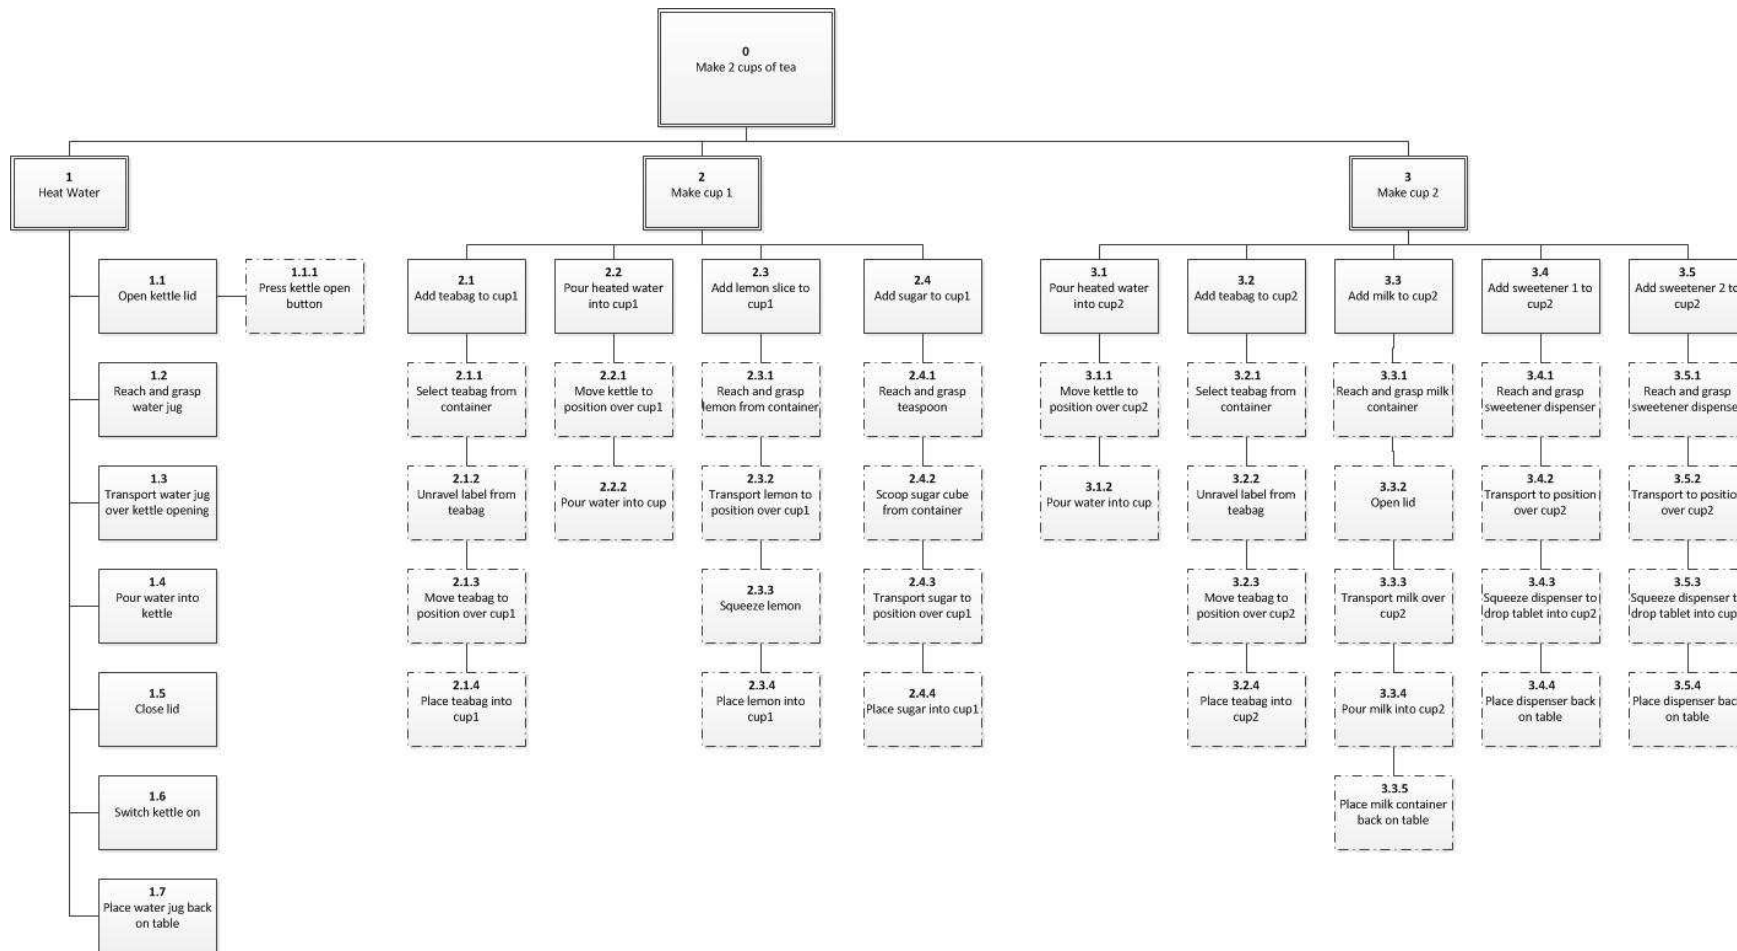 0
Make 2 cups of tea
1
Heat Water
2
Make cup 1
3
Make cup 2
1.1
Open kettle lid
1.1.1
Press kettle open
button
2.1
Add teabag to cup1
2.2
Pour heated water
into cup1
2.3
Add lemon slice to
cup1
2.4
Add sugar to cup1
3.1
Pour heated water
into cup2
3.2
Add teabag to cup2
3.3
Add milk to cup2
3.4
Add sweetener 1 to
cup2
3.5
Add sweetener 2 to
cup2
1.2
Reach and grasp
water jug
2.1.1
Select teabag from
container
2.2.1
Move kettle to
position over cup1
2.3.1
Reach and grasp
lemon from container
2.4.1
Reach and grasp
teaspoon
3.1.1
Move kettle to
position over cup2
3.2.1
Select teabag from
container
3.3.1
Reach and grasp milk
container
3.4.1
Reach and grasp
sweetener dispenser
3.5.1
Reach and grasp
sweetener dispense
1.3
Transport water jug
over kettle opening
2.1.2
Unravel label from
teabag
2.2.2
Pour water into cup
2.3.2
Transport lemon to
position over cup1
2.4.2
Scoop sugar cube
from container
3.1.2
Pour water into cup
3.2.2
Unravel label from
teabag
3.3.2
Open lid
3.4.2
Transport to position
over cup2
3.5.2
Transport to positio
over cup2
1.4
Pour water into
kettle
2.1.3
Move teabag to
position over cup1
2.3.3
Squeeze lemon
2.4.3
Transport sugar to
position over cup1
3.2.3
Move teabag to
position over cup2
3.3.3
Transport milk over
cup2
3.4.3
Squeeze dispenser to
drop tablet into cup2
3.5.3
Squeeze dispenser t
drop tablet into cup
1.5
Close lid
2.1.4
Place teabag into
cup1
2.3.4
Place lemon into
cup1
2.4.4
Place sugar into cup1
3.2.4
Place teabag into
cup2
3.3.4
Pour milk into cup2
3.4.4
Place dispenser back
on table
3.5.4
Place dispenser back
on table
1.6
Switch kettle on
3.3.5
Place milk container
back on table
1.7
Place water jug back
on table